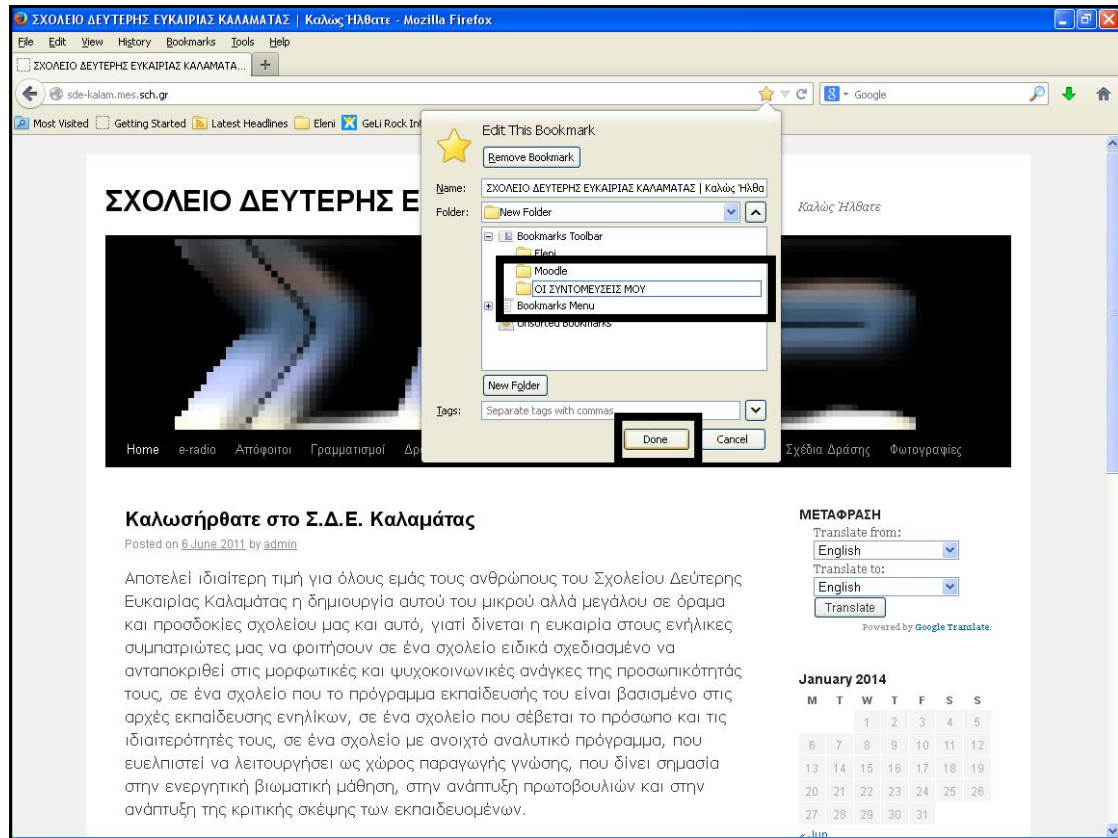 ΣΧΟΛΕΙΟ ΔΕΥΤΕΡΗΣ ΕΥΚΑΙΡΙΑΣ ΚΑΛΑΜΑΤΑΣ | Καλώς Ήλθατε - Mozilla Firefox
File Edit View History Bookmarks Tools Help
ΣΧΟΛΕΙΟ ΔΕΥΤΕΡΗΣ ΕΥΚΑΙΡΙΑΣ ΚΑΛΑΜΑΤΑ... +
sde-kalam.mes.sch.gr
Google
Most Visited Getting Started Latest Headlines Eleni GeLi Rock Int
Edit This Bookmark
Remove Bookmark
Name: ΣΧΟΛΕΙΟ ΔΕΥΤΕΡΗΣ ΕΥΚΑΙΡΙΑΣ ΚΑΛΑΜΑΤΑΣ | Καλώς Ήλθα
Folder: New Folder
Bookmarks Toolbar
Eleni
Moodle
ΟΙ ΣΥΝΤΟΜΕΥΣΕΙΣ ΜΟΥ
Bookmarks Menu
Unsorted Bookmarks
New Folder
Tags: Separate tags with commas
Done Cancel
ΣΧΟΛΕΙΟ ΔΕΥΤΕΡΗΣ Ε
Καλώς Ήλθατε
Home e-radio Απόφοιτοι Γραμματισμοί Δρ
Σχέδια Δράσης Φωτογραφίες
Καλωσήρθατε στο Σ.Δ.Ε. Καλαμάτας
Posted on 6 June 2011 by admin
Αποτελεί ιδιαίτερη τιμή για όλους εμάς τους ανθρώπους του Σχολείου Δεύτερης
Ευκαιρίας Καλαμάτας η δημιουργία αυτού του μικρού αλλά μεγάλου σε όραμα
και προσδοκίες σχολείου μας και αυτό, γιατί δίνεται η ευκαιρία στους ενήλικες
συμπατριώτες μας να φοιτήσουν σε ένα σχολείο ειδικά σχεδιασμένο να
ανταποκριθεί στις μορφωτικές και ψυχοκοινωνικές ανάγκες της προσωπικότητάς
τους, σε ένα σχολείο που το πρόγραμμα εκπαίδευσής του είναι βασισμένο στις
αρχές εκπαίδευσης ενηλίκων, σε ένα σχολείο που σέβεται το πρόσωπο και τις
ιδιαιτερότητές τους, σε ένα σχολείο με ανοιχτό αναλυτικό πρόγραμμα, που
ευελπιστεί να λειτουργήσει ως χώρος παραγωγής γνώσης, που δίνει σημασία
στην ενεργητική βιωματική μάθηση, στην ανάπτυξη πρωτοβουλιών και στην
ανάπτυξη της κριτικής σκέψης των εκπαιδευομένων.
ΜΕΤΑΦΡΑΣΗ
Translate from:
English
Translate to:
English
Translate
Powered by Google Translate.
January 2014
M T W T F S S
1 2 3 4 5
6 7 8 9 10 11 12
13 14 15 16 17 18 19
20 21 22 23 24 25 26
27 28 29 30 31
« Jun